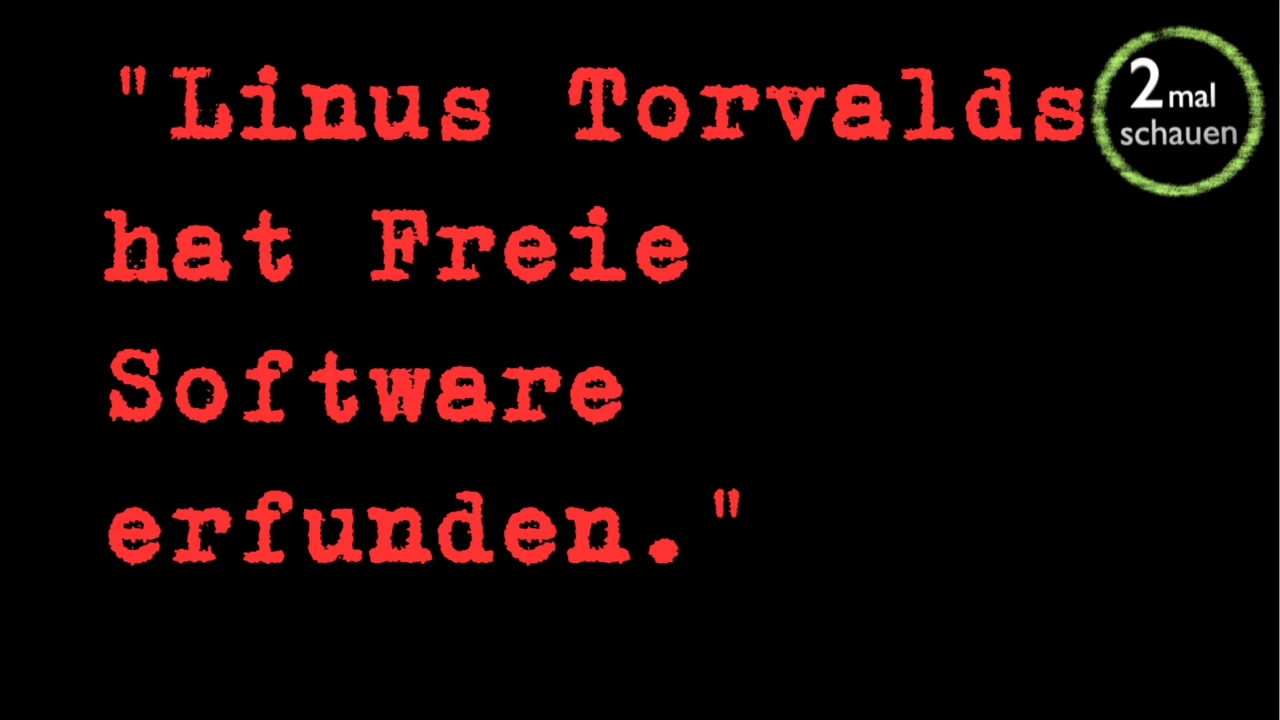 "Linus Torvalds
hat Freie
Software
erfunden."
2mal
schauen